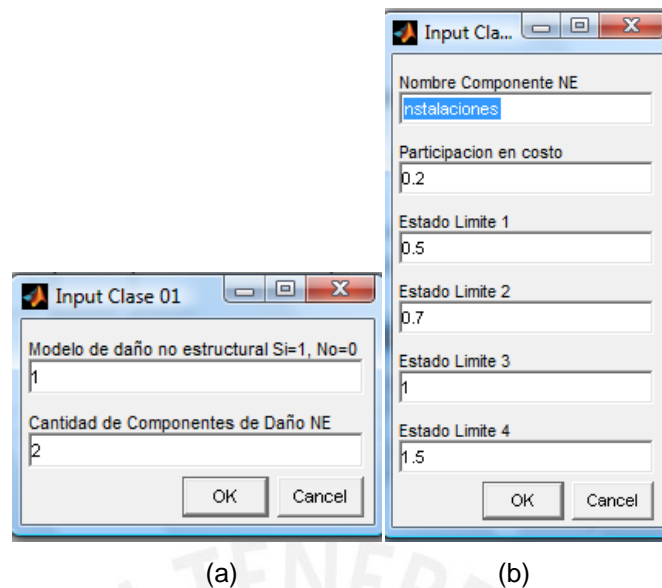 Input Clase 01
Modelo de daño no estructural Si=1, No=0
1
Cantidad de Componentes de Daño NE
2
OK Cancel
(a)
Input Cla...
Nombre Componente NE
nstalaciones
Participacion en costo
0.2
Estado Limite 1
0.5
Estado Limite 2
0.7
Estado Limite 3
1
Estado Limite 4
1.5
OK Cancel
(b)